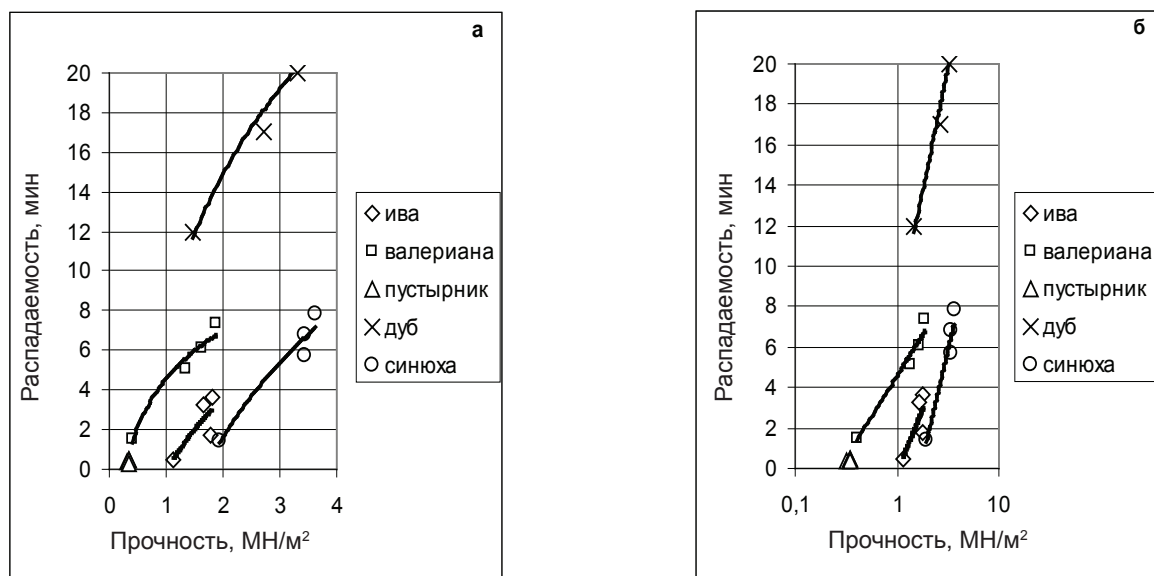 а
20
18
16
14
12
10
8
6
4
2
0
Распадаемость, мин
0 1 2 3 4
Прочность, МН/м²
ива
валериана
пустырник
дуб
синюха
б
20
18
16
14
12
10
8
6
4
2
0
Распадаемость, мин
0,1 1 10
Прочность, МН/м²
ива
валериана
пустырник
дуб
синюха